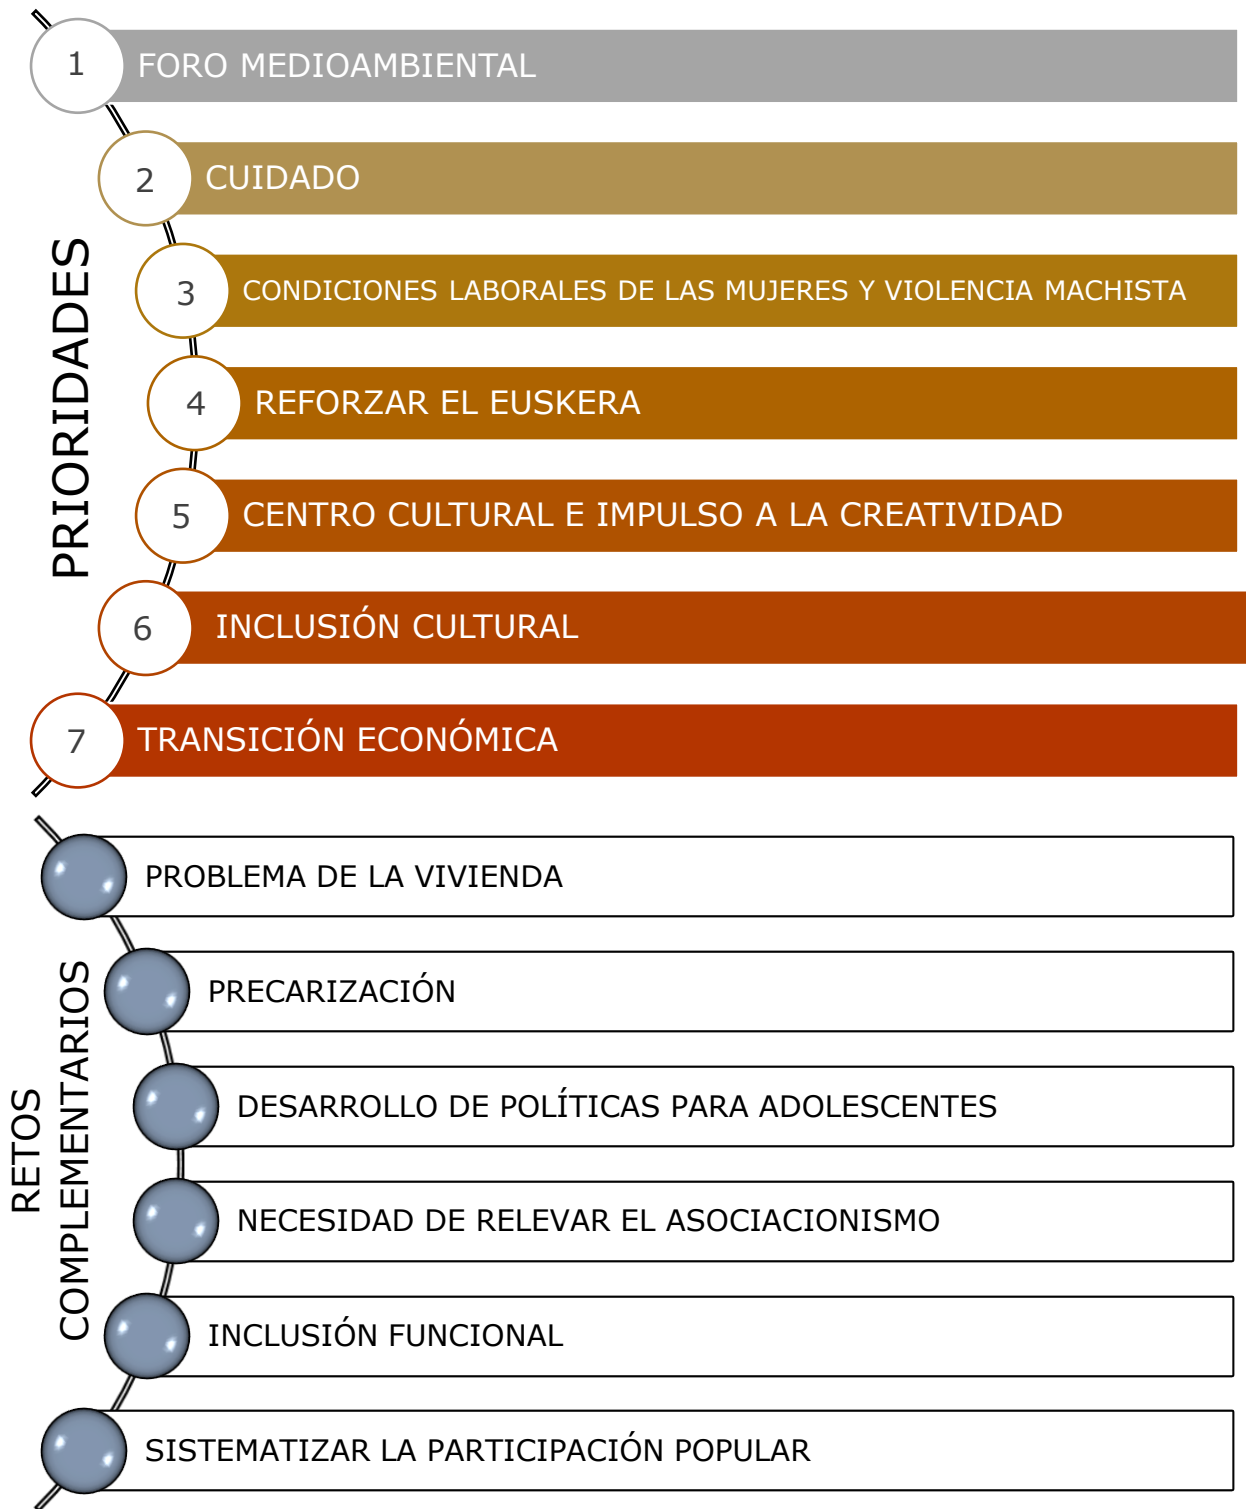 PRIORIDADES
1
FORO MEDIOAMBIENTAL
2
CUIDADO
3
CONDICIONES LABORALES DE LAS MUJERES Y VIOLENCIA MACHISTA
4
REFORZAR EL EUSKERA
5
CENTRO CULTURAL E IMPULSO A LA CREATIVIDAD
6
INCLUSIÓN CULTURAL
7
TRANSICIÓN ECONÓMICA
RETOS
COMPLEMENTARIOS
PROBLEMA DE LA VIVIENDA
PRECARIZACIÓN
DESARROLLO DE POLÍTICAS PARA ADOLESCENTES
NECESIDAD DE RELEVAR EL ASOCIACIONISMO
INCLUSIÓN FUNCIONAL
SISTEMATIZAR LA PARTICIPACIÓN POPULAR